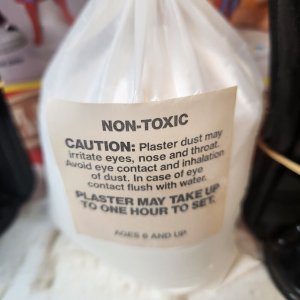 NON-TOXIC
CAUTION: Plaster dust may
irritate eyes, nose and throat.
Avoid eye contact and inhalation
of dust. In case of eye
contact flush with water.
PLASTER MAY TAKE UP
TO ONE HOUR TO SET.
AGES 6 AND UP